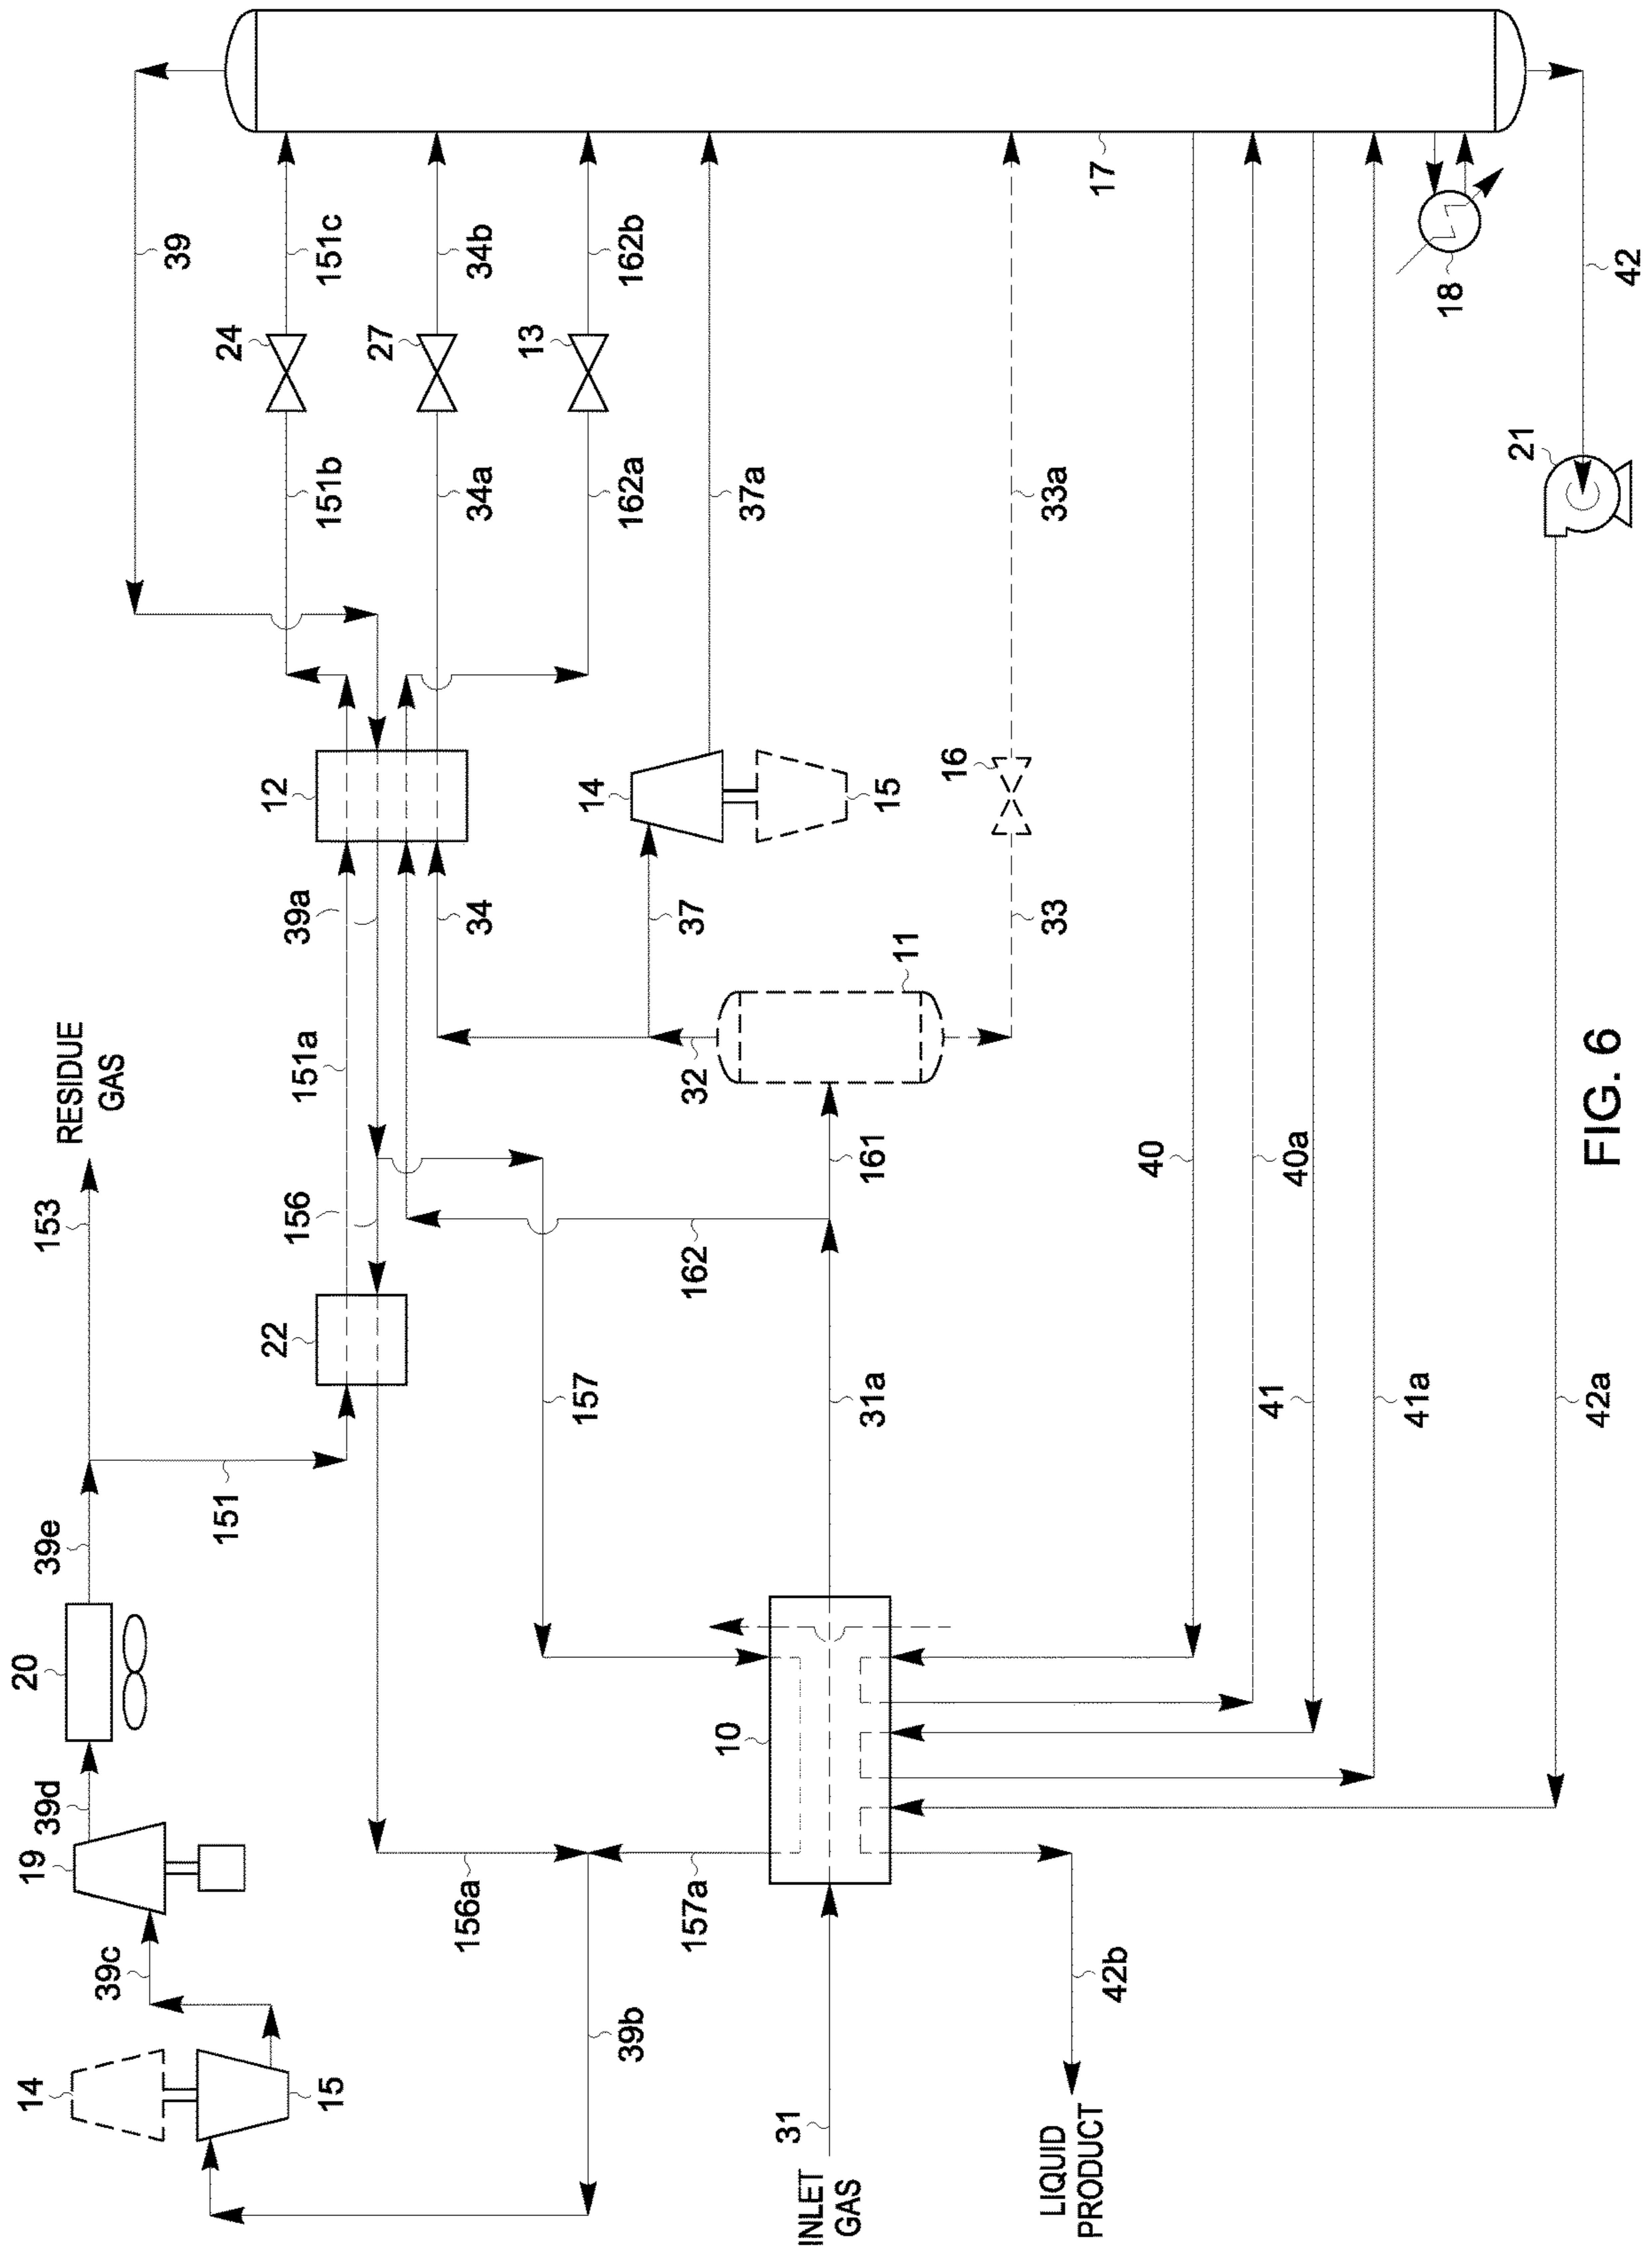 14
19
39d
20
39e
153
RESIDUE
GAS
39c
39
151
24
22
12
156
151a
39a
15
151b
151c
27
156a
34
34a
34b
13
157
14
39b
162a
162b
157a
162
32
37
37a
10
31
INLET
GAS
31a
161
15
11
16
LIQUID
PRODUCT
33
33a
17
42b
40
41
40a
41a
18
21
42a
42
FIG. 6